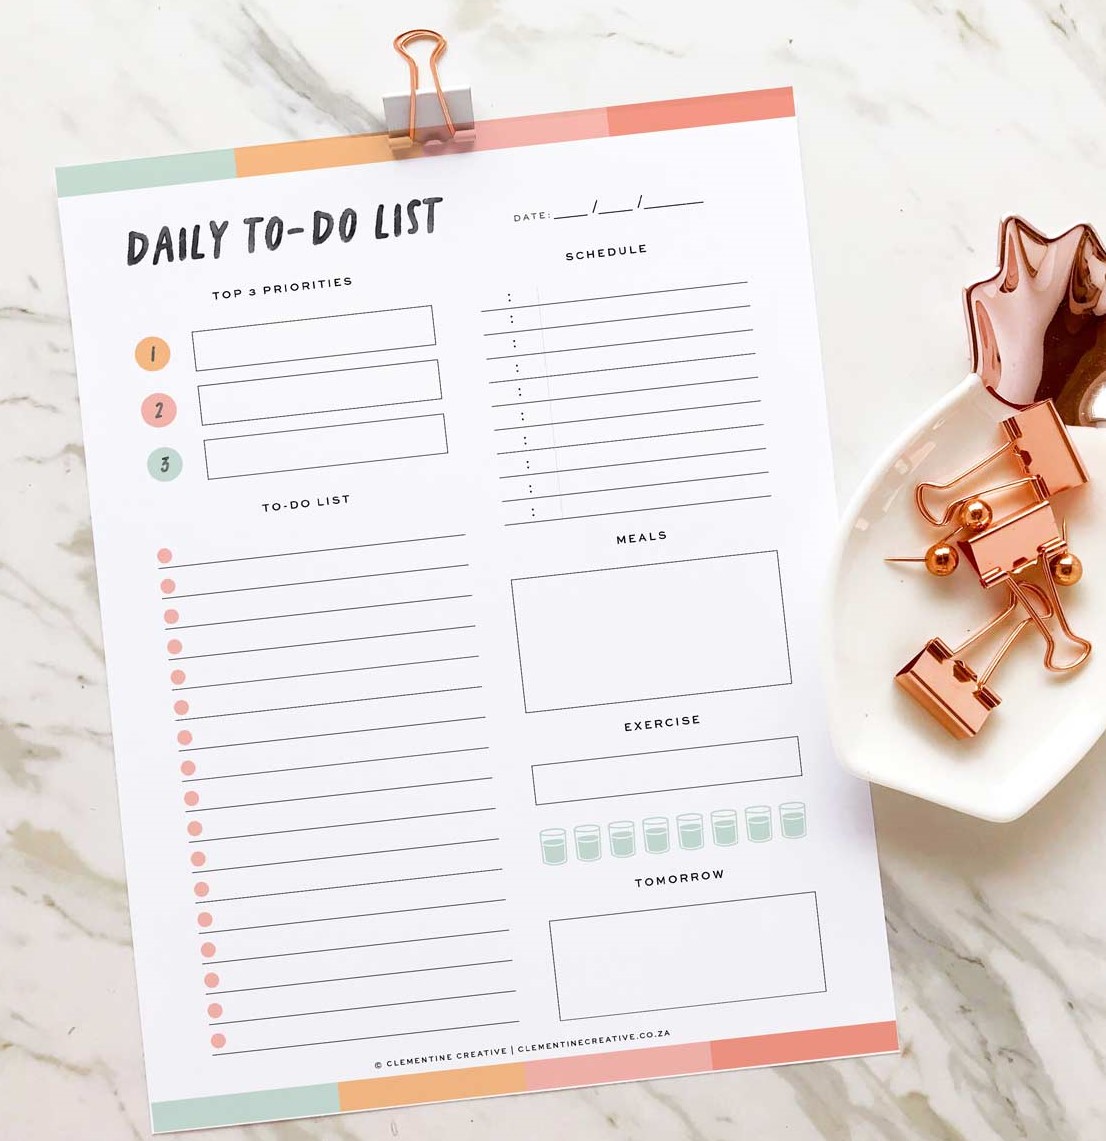 DAILY TO-DO LIST
DATE: ___/___/_____
TOP 3 PRIORITIES
1
2
3
TO-DO LIST
SCHEDULE
:
:
:
:
:
:
:
:
:
:
MEALS
EXERCISE
TOMORROW
© CLEMENTINE CREATIVE | CLEMENTINECREATIVE.CO.ZA